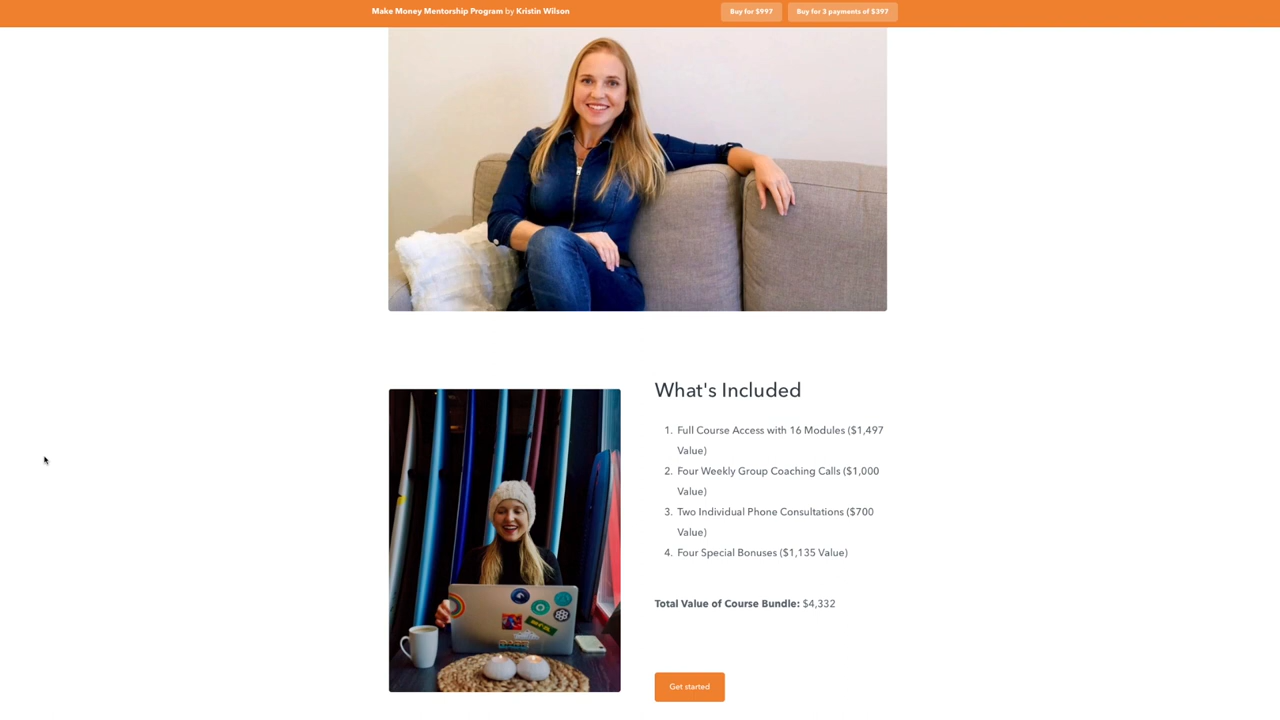 Make Money Mentorship Program by Kristin Wilson
Buy for $997
Buy for 3 payments of $397
What's Included
1. Full Course Access with 16 Modules ($1,497
Value)
2. Four Weekly Group Coaching Calls ($1,000
Value)
3. Two Individual Phone Consultations ($700
Value)
4. Four Special Bonuses ($1,135 Value)
Total Value of Course Bundle: $4,332
Get started